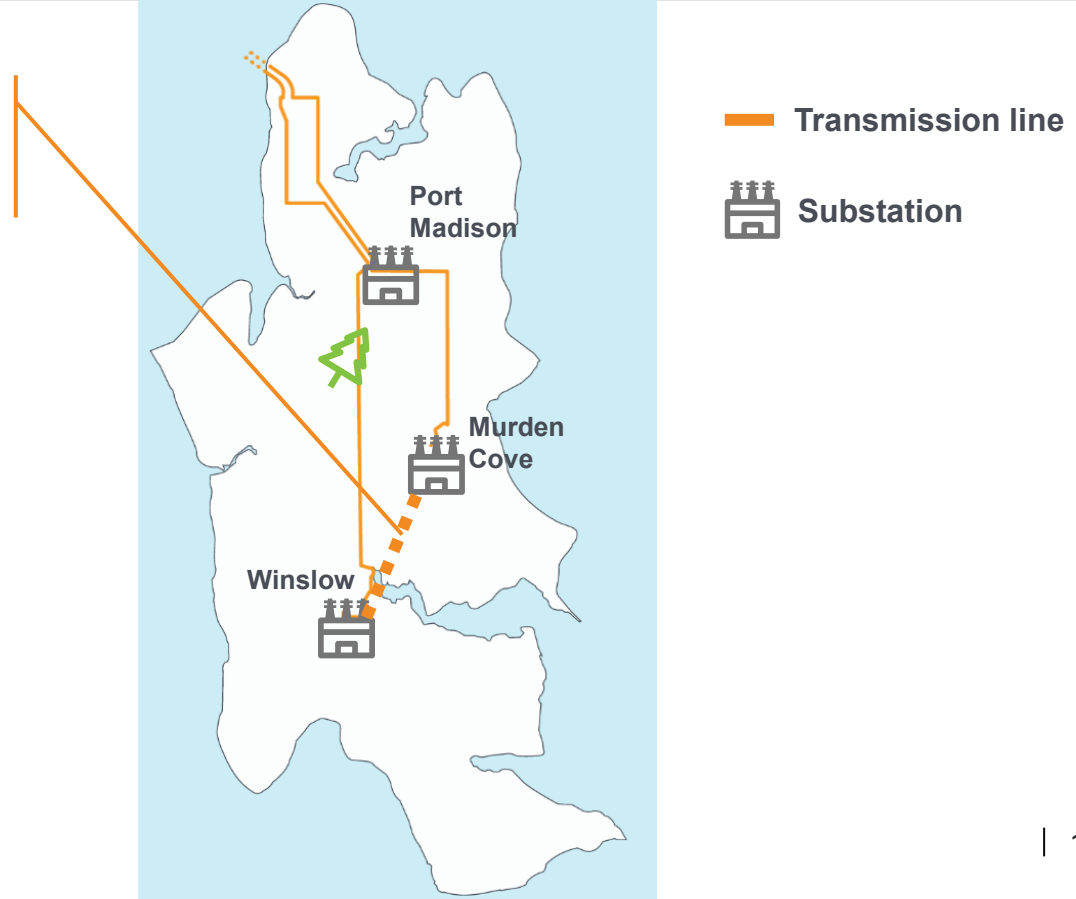 Transmission line
Substation
Port
Madison
Murden
Cove
Winslow
|